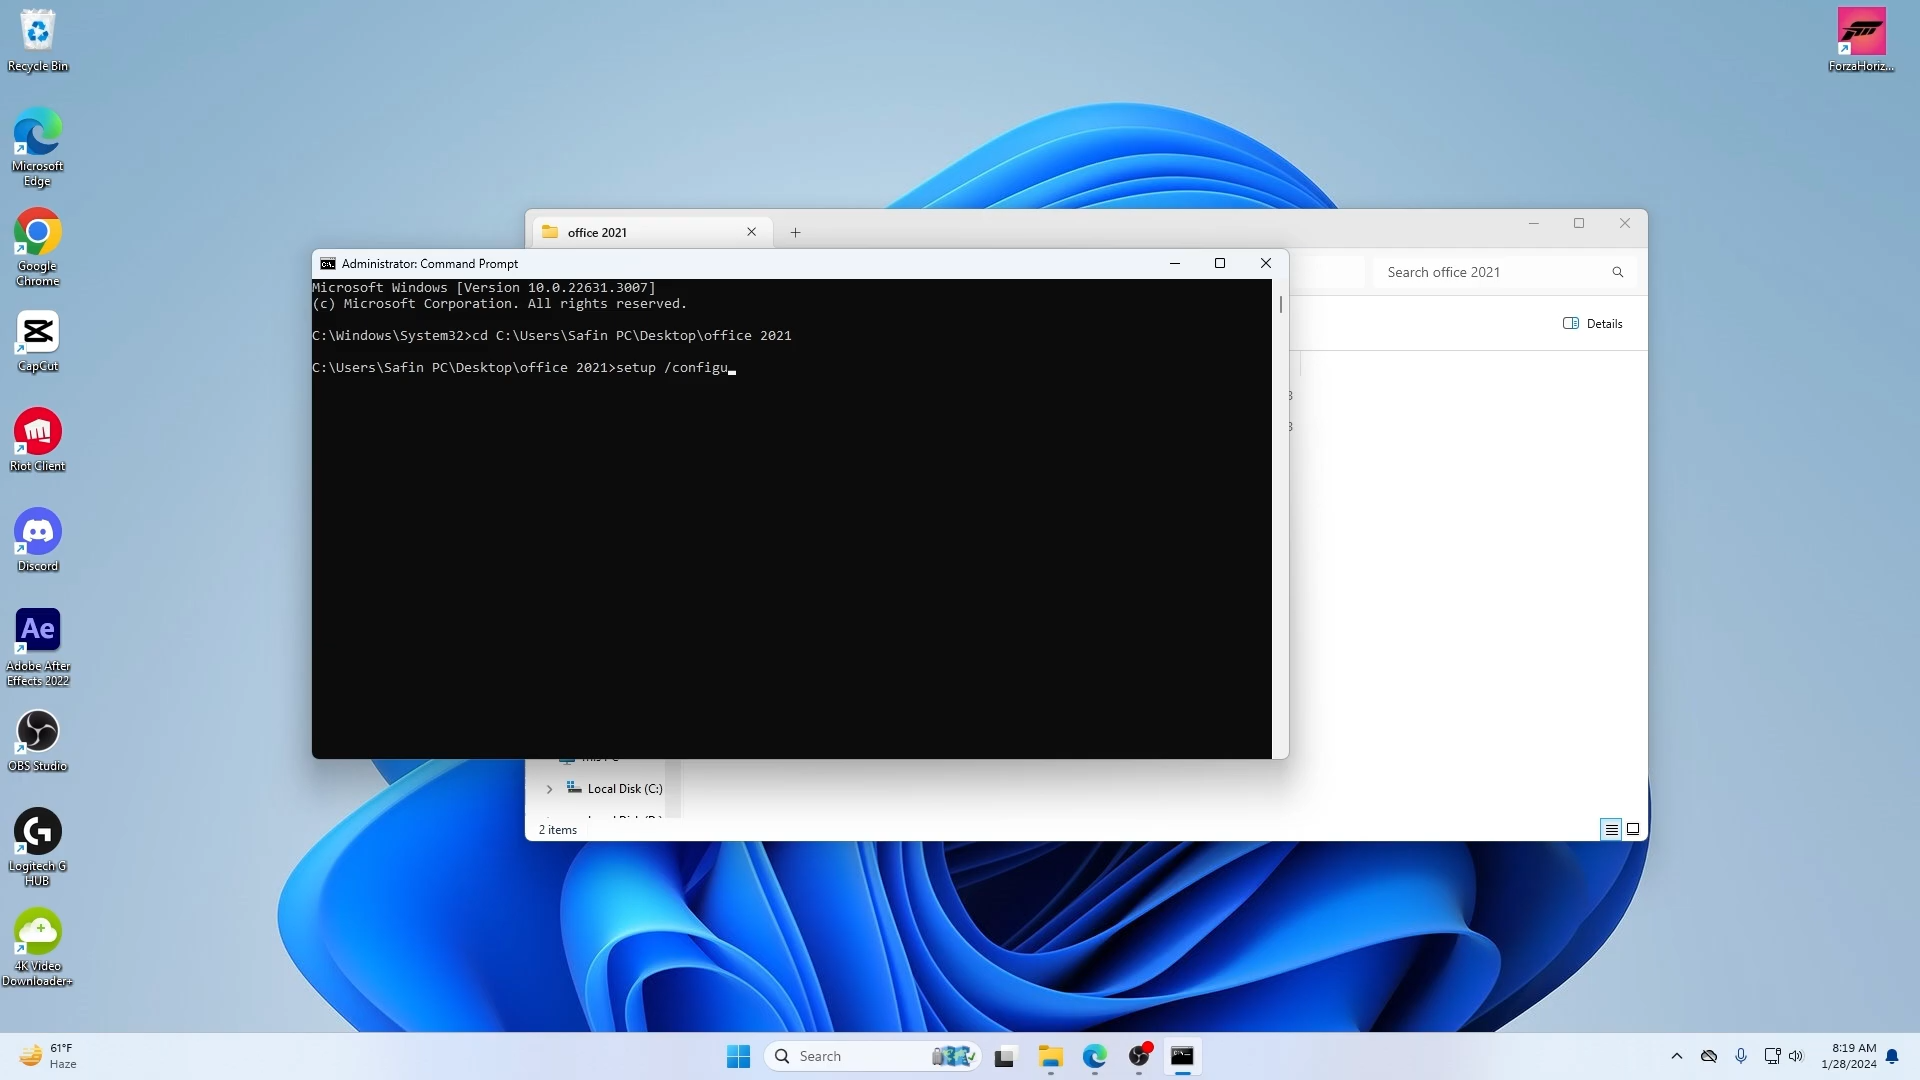 Recycle Bin
Microsoft
Edge
Google
Chrome
CapCut
Riot Client
Discord
Ae
Adobe After
Effects 2022
OBS Studio
Logitech G
HUB
4K Video
Downloader+
ForzaHoriz...
office 2021
Search office 2021
Details
Administrator: Command Prompt
Microsoft Windows [Version 10.0.22631.3007]
(c) Microsoft Corporation. All rights reserved.
C:\Windows\System32>cd C:\Users\Safin PC\Desktop\office 2021
C:\Users\Safin PC\Desktop\office 2021>setup /configu
Local Disk (C:)
2 items
61°F
Haze
Search
8:19 AM
1/28/2024